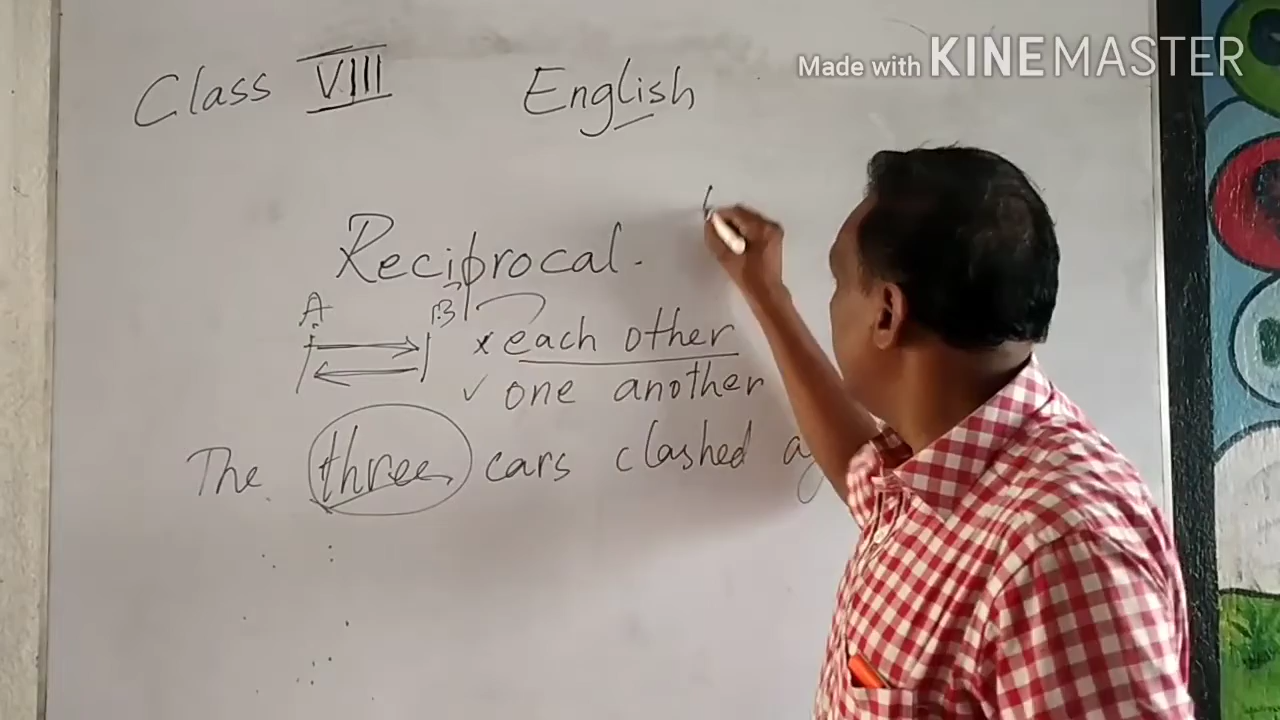 Made with KINEMASTER
Class VIII English
Reciprocal.
A B
× each other
✓ one another
The three cars clashed